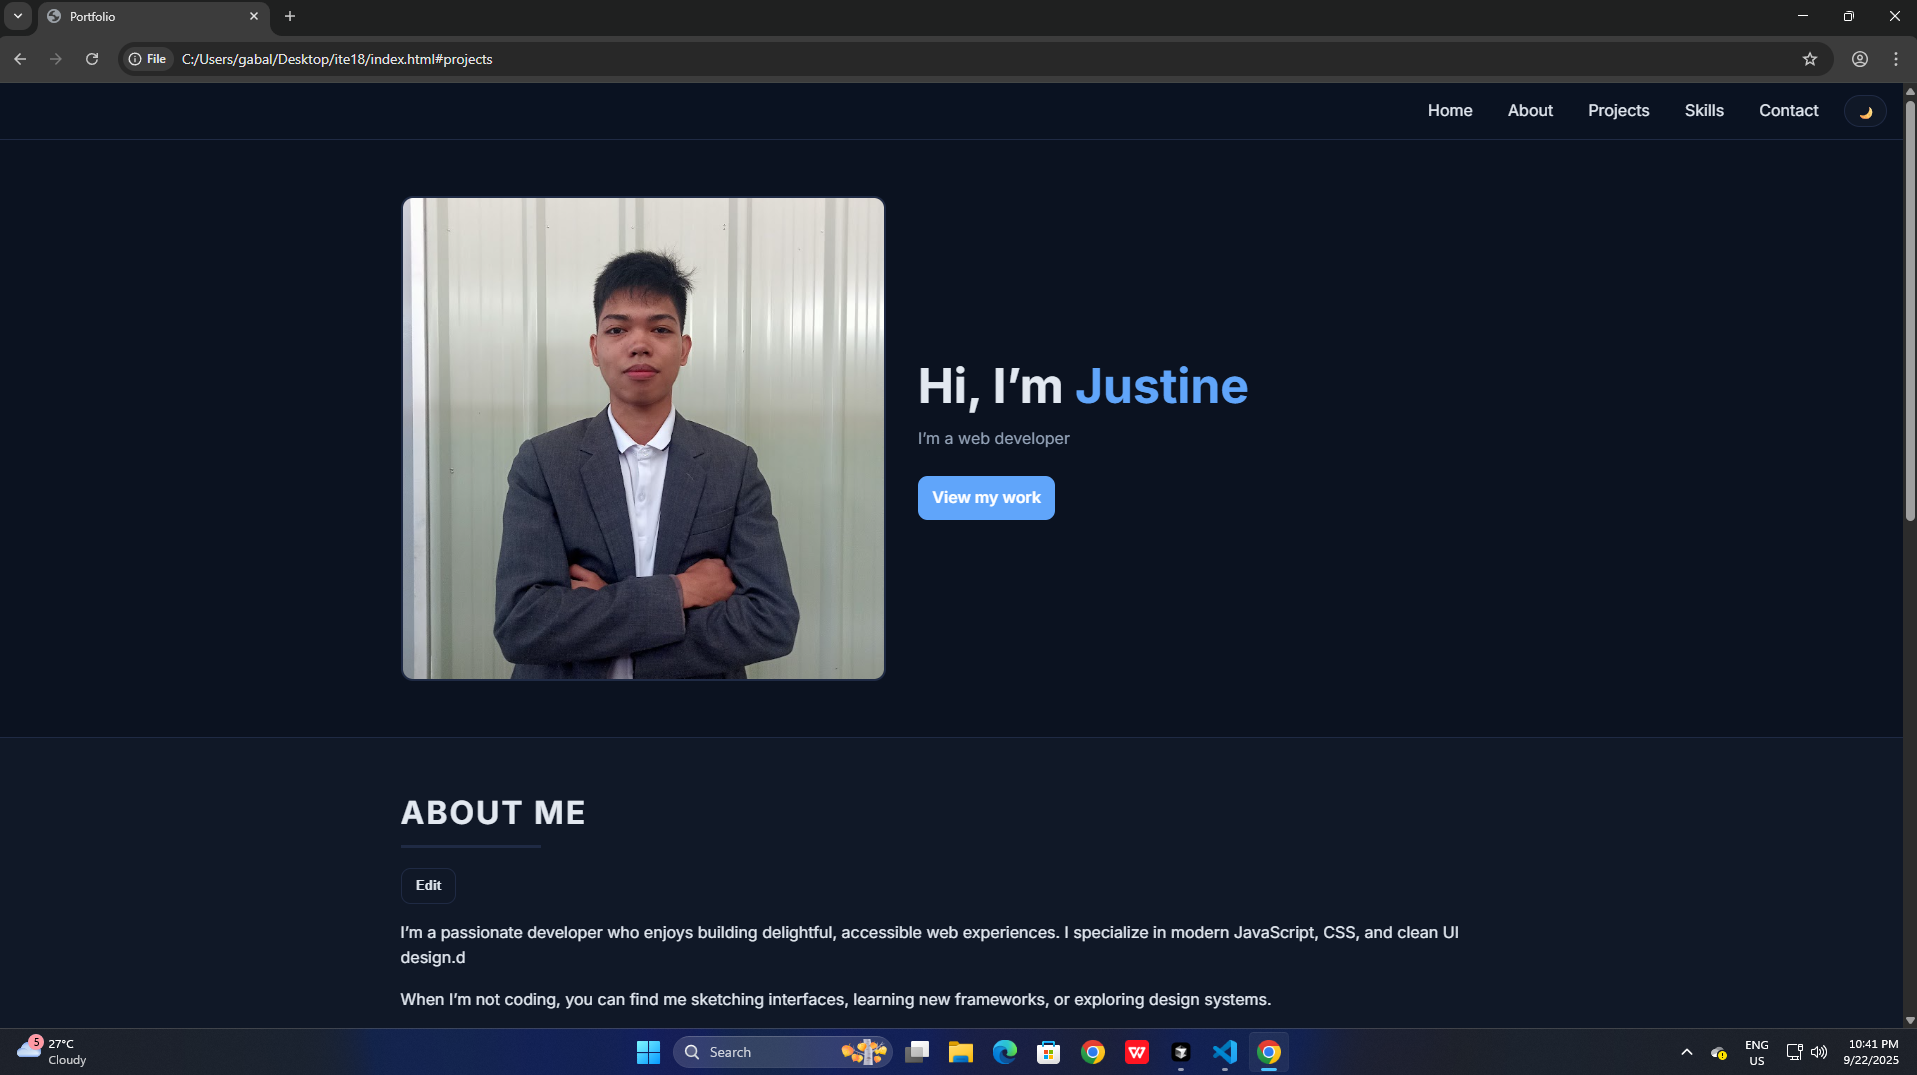 Portfolio
File
C:/Users/gabal/Desktop/ite18/index.html#projects
Home
About
Projects
Skills
Contact
Hi, I’m Justine
I’m a web developer
View my work
ABOUT ME
Edit
I’m a passionate developer who enjoys building delightful, accessible web experiences. I specialize in modern JavaScript, CSS, and clean UI
design.d
When I’m not coding, you can find me sketching interfaces, learning new frameworks, or exploring design systems.
5
27°C
Cloudy
Search
W
ENG
US
10:41 PM
9/22/2025